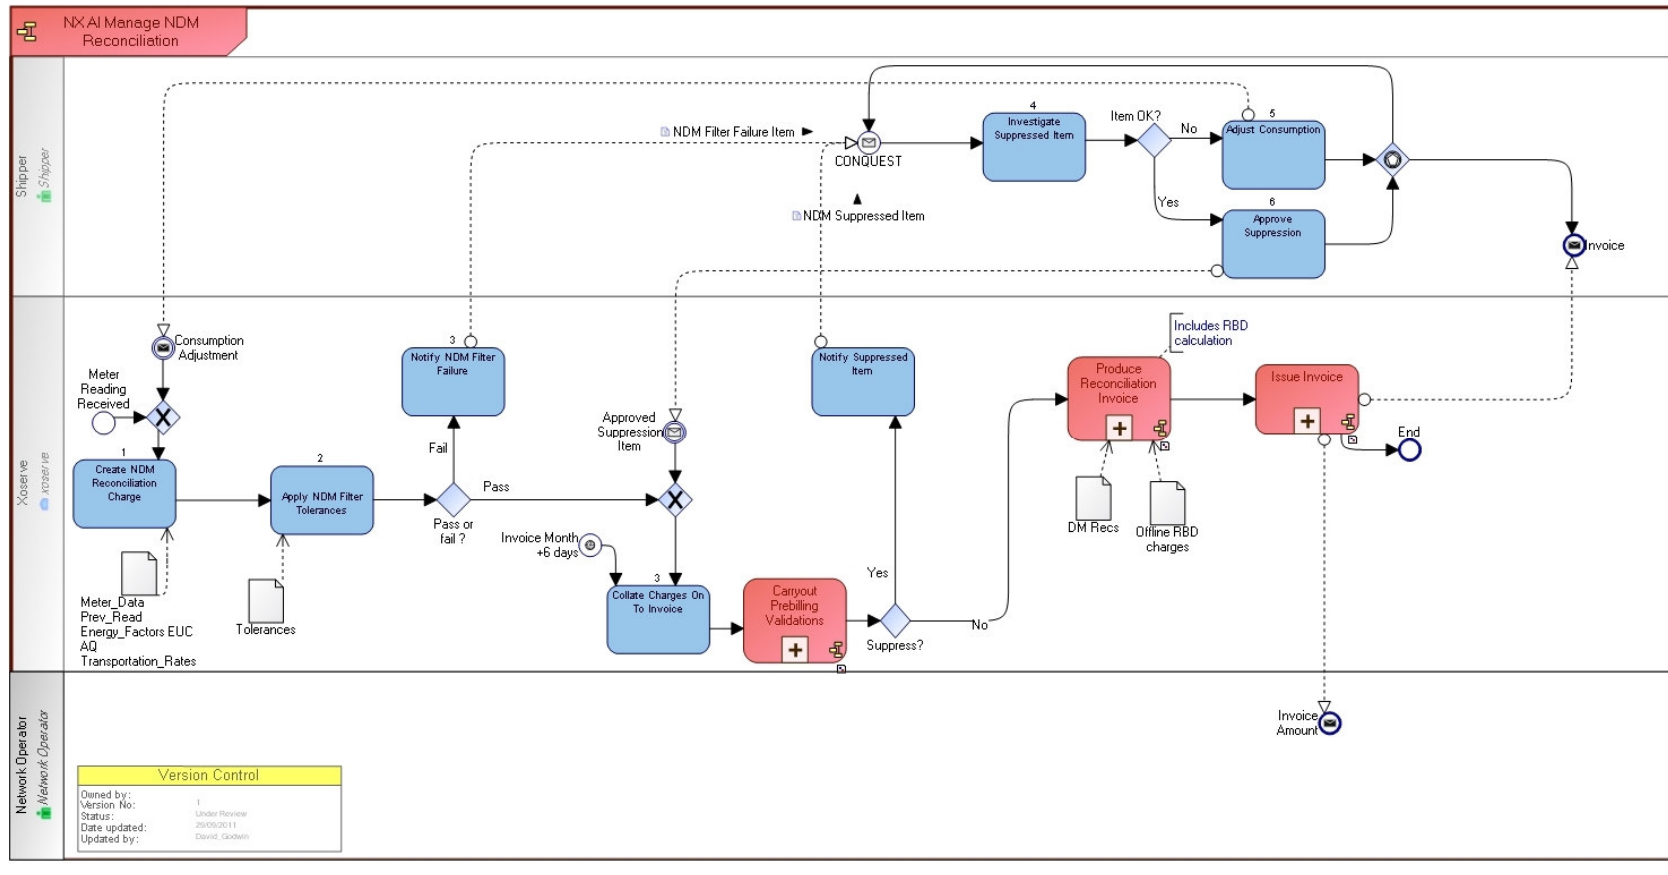 NXAI Manage NDM
Reconciliation
Shipper
Shipper
NDM Filter Failure Item
CONQUEST
NDM Suppressed Item
4
Investigate
Suppressed Item
Item OK?
No
Yes
5
Adjust Consumption
6
Approve
Suppression
Invoice
Xoserve
xoserve
Consumption
Adjustment
Meter
Reading
Received
1
Create NDM
Reconciliation
Charge
Meter_Data
Prev_Read
Energy_Factors EUC
AQ
Transportation_Rates
2
Apply NDM Filter
Tolerances
Tolerances
3
Notify NDM Filter
Failure
Fail
Pass
Pass or
fail ?
Approved
Suppression
Item
Invoice Month
+6 days
3
Collate Charges On
To Invoice
Carryout
Prebilling
Validations
Notify Suppressed
Item
Yes
Suppress?
No
Includes RBD
calculation
Produce
Reconciliation
Invoice
DM Recs
Offline RBD
charges
Issue Invoice
End
Network Operator
Network Operator
Invoice
Amount
Version Control
Owned by:
Version No: 1
Status: Under Review
Date updated: 29/09/2011
Updated by: David_Godwin